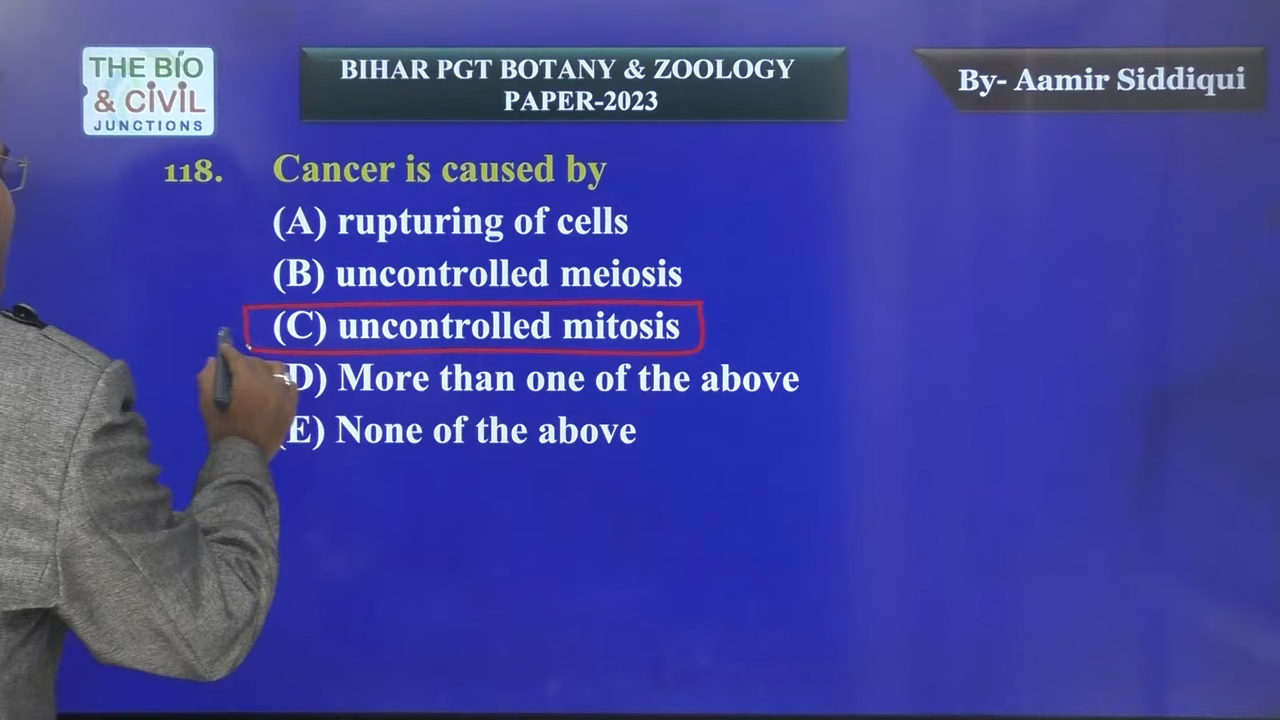 THE BIO
& CIVIL
JUNCTIONS
BIHAR PGT BOTANY & ZOOLOGY
PAPER-2023
By- Aamir Siddiqui
118. Cancer is caused by
(A) rupturing of cells
(B) uncontrolled meiosis
(C) uncontrolled mitosis
D) More than one of the above
(E) None of the above